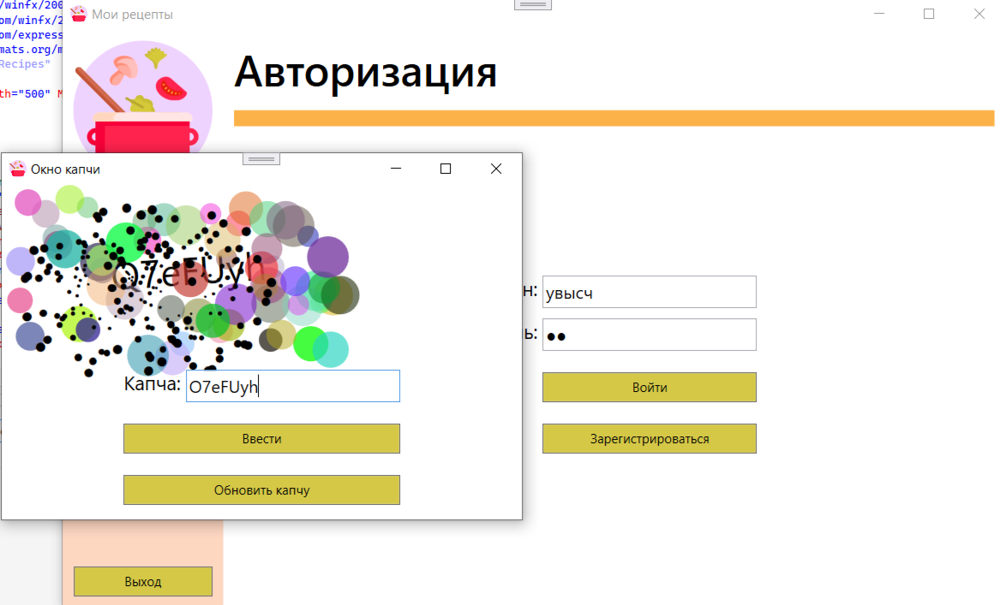 /winfx/200
om/winfx/2
om/express
mats.org/m
Recipes"
th="500" M
Мои рецепты
Авторизация
Окно капчи
O7eFUyh
Капча: O7eFUyh
Ввести
Обновить капчу
н: увысч
ь: ●●
Войти
Зарегистрироваться
Выход